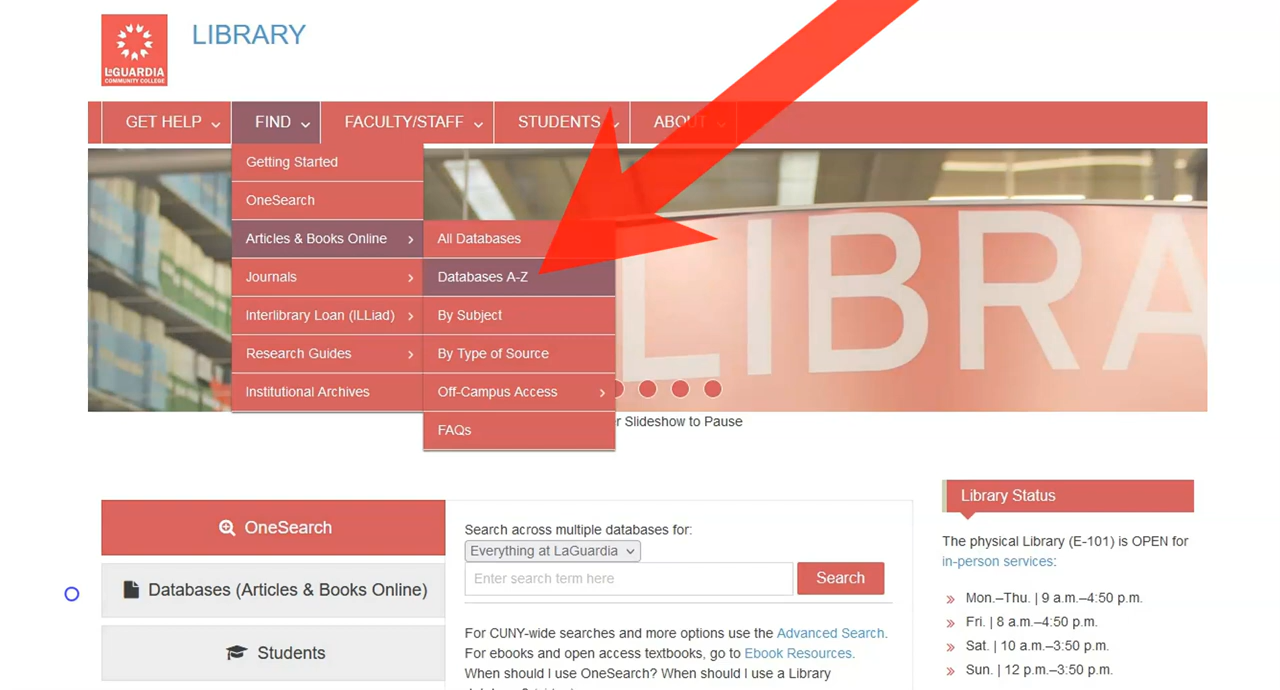 LaGUARDIA
COMMUNITY COLLEGE
LIBRARY
GET HELP
FIND
FACULTY/STAFF
STUDENTS
ABOUT
Getting Started
OneSearch
Articles & Books Online
Journals
Interlibrary Loan (ILLiad)
Research Guides
Institutional Archives
All Databases
Databases A-Z
By Subject
By Type of Source
Off-Campus Access
FAQs
LIBRA
r Slideshow to Pause
OneSearch
Databases (Articles & Books Online)
Students
Search across multiple databases for:
Everything at LaGuardia
Enter search term here
Search
For CUNY-wide searches and more options use the Advanced Search.
For ebooks and open access textbooks, go to Ebook Resources.
When should I use OneSearch? When should I use a Library
Library Status
The physical Library (E-101) is OPEN for
in-person services:
Mon.–Thu. | 9 a.m.–4:50 p.m.
Fri. | 8 a.m.–4:50 p.m.
Sat. | 10 a.m.–3:50 p.m.
Sun. | 12 p.m.–3:50 p.m.